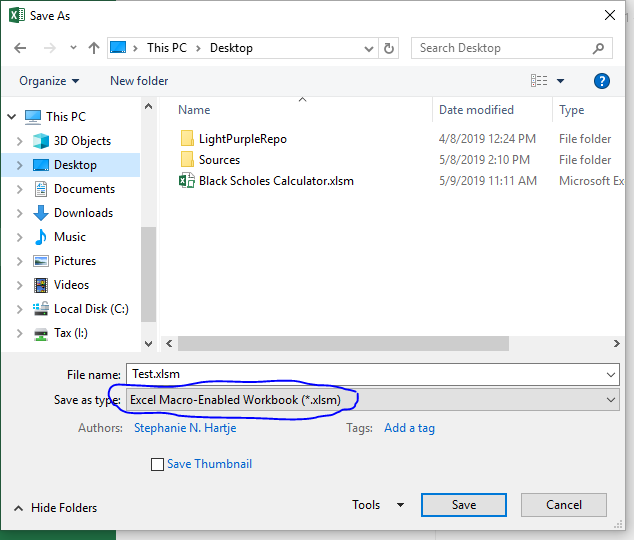 Save As
This PC > Desktop
Search Desktop
Organize
New folder
?
Name
Date modified
Type
This PC
3D Objects
Desktop
Documents
Downloads
Music
Pictures
Videos
Local Disk (C:)
Tax (I:)
LightPurpleRepo 4/8/2019 12:24 PM File folder
Sources 5/8/2019 2:10 PM File folder
Black Scholes Calculator.xlsm 5/9/2019 11:11 AM Microsoft Ex
File name: Test.xlsm
Save as type: Excel Macro-Enabled Workbook (*.xlsm)
Authors: Stephanie N. Hartje Tags: Add a tag
Save Thumbnail
Hide Folders Tools Save Cancel